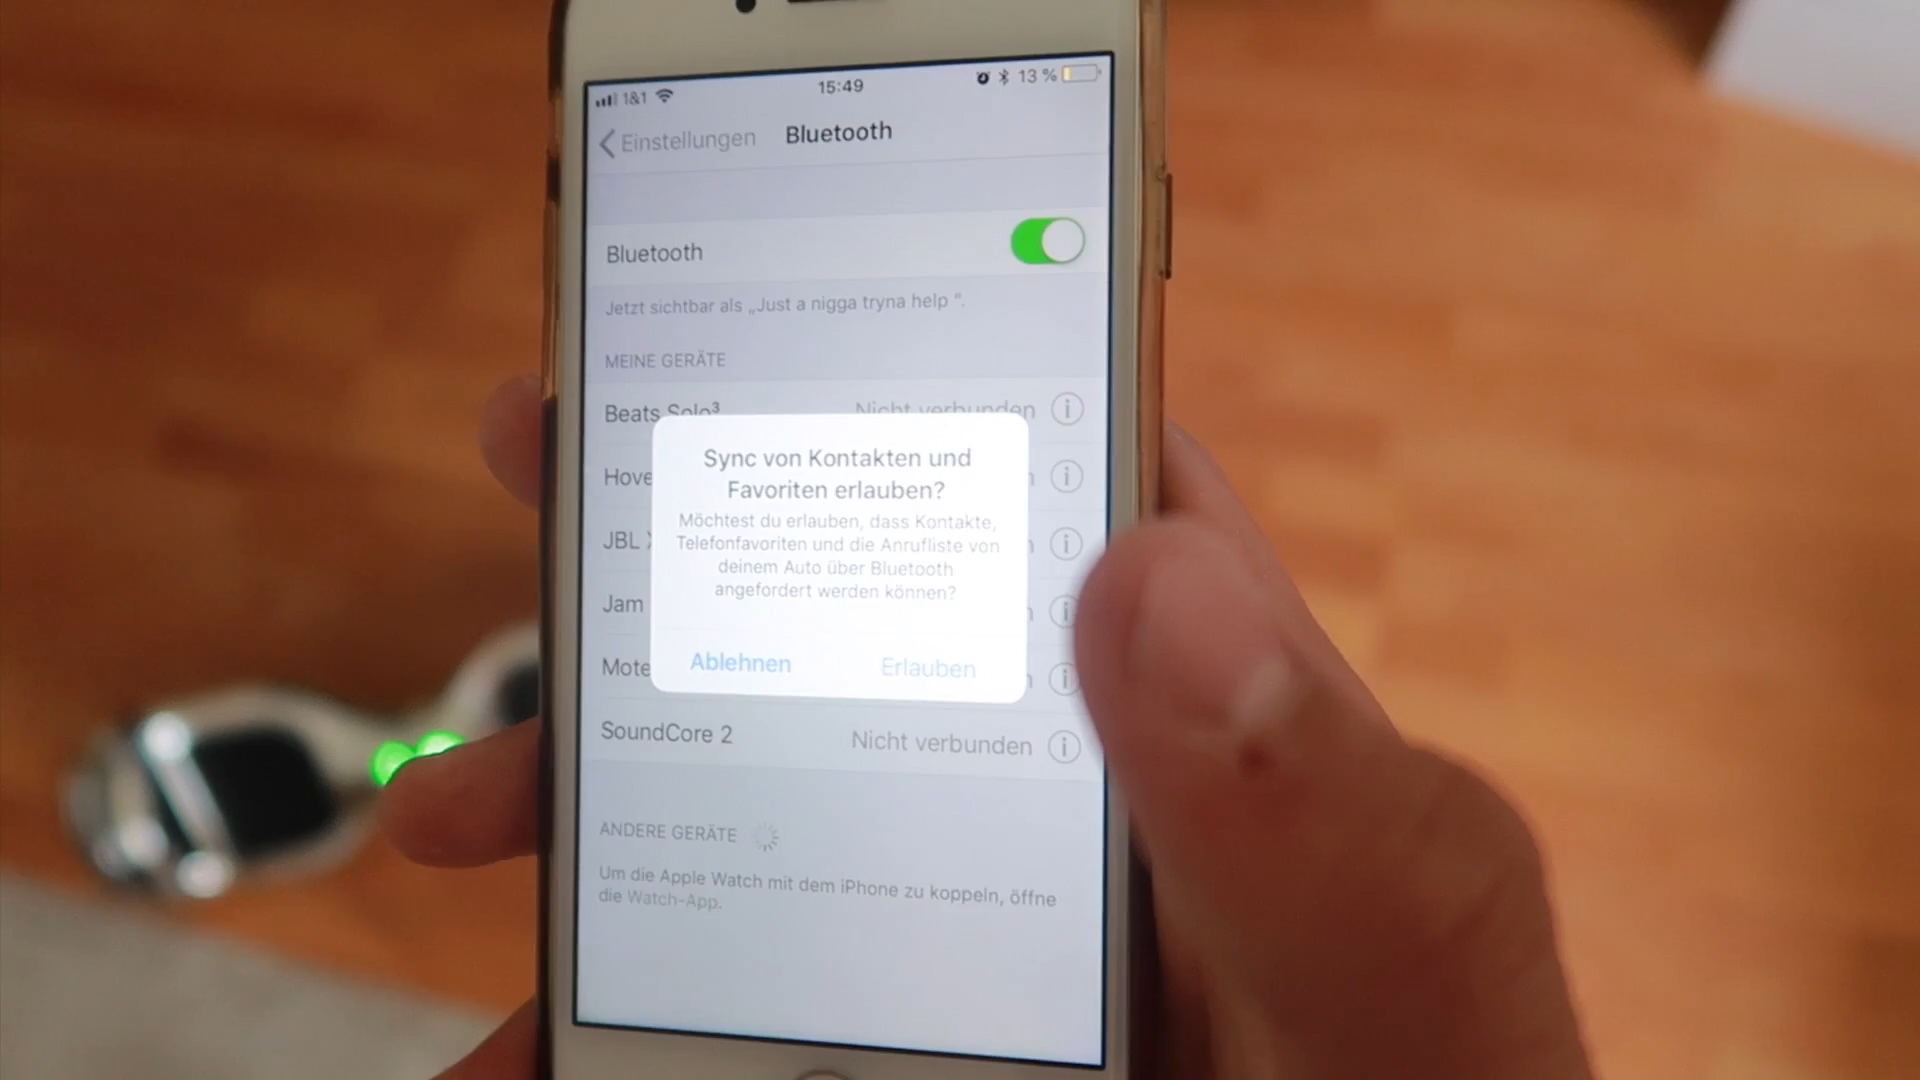 1&1 15:49 13 %
Einstellungen Bluetooth
Bluetooth
Jetzt sichtbar als „Just a nigga tryna help “.
MEINE GERÄTE
Beats Solo³ Nicht verbunden
Hove
JBL
Jam
Mote
Sync von Kontakten und
Favoriten erlauben?
Möchtest du erlauben, dass Kontakte,
Telefonfavoriten und die Anrufliste von
deinem Auto über Bluetooth
angefordert werden können?
Ablehnen Erlauben
SoundCore 2 Nicht verbunden
ANDERE GERÄTE
Um die Apple Watch mit dem iPhone zu koppeln, öffne
die Watch-App.